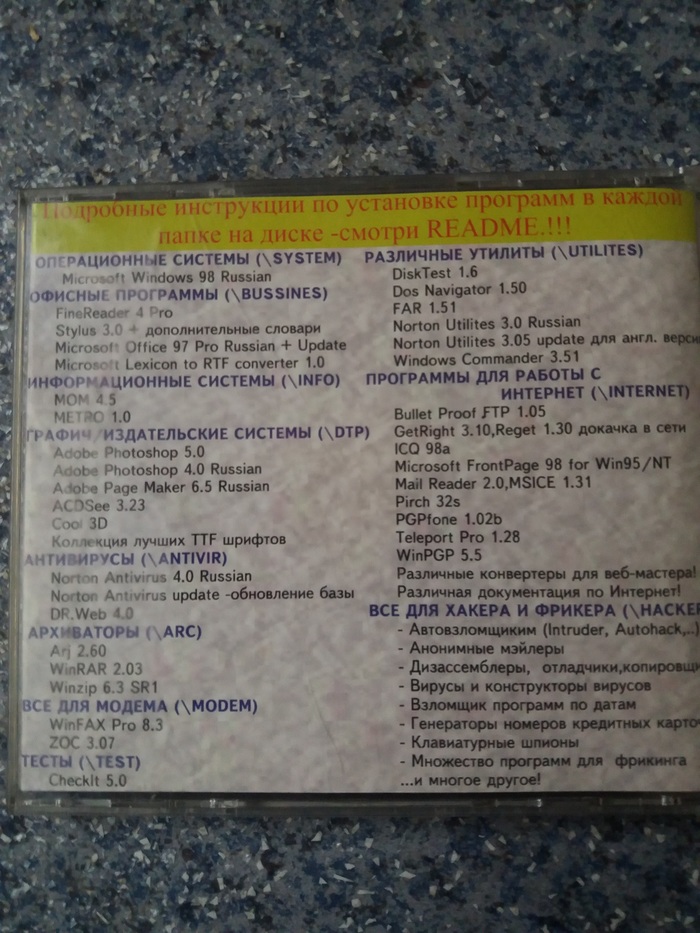 Подробные инструкции по установке программ в каждой
папке на диске -смотри README.!!!
ОПЕРАЦИОННЫЕ СИСТЕМЫ (\SYSTEM)
Microsoft Windows 98 Russian
ОФИСНЫЕ ПРОГРАММЫ (\BUSSINES)
FineReader 4 Pro
Stylus 3.0 + дополнительные словари
Microsoft Office 97 Pro Russian + Update
Microsoft Lexicon to RTF converter 1.0
ИНФОРМАЦИОННЫЕ СИСТЕМЫ (\INFO)
МОМ 4.5
METRO 1.0
ГРАФИЧ/ИЗДАТЕЛЬСКИЕ СИСТЕМЫ (\DTP)
Adobe Photoshop 5.0
Adobe Photoshop 4.0 Russian
Adobe Page Maker 6.5 Russian
ACDSee 3.23
Cool 3D
Коллекция лучших TTF шрифтов
АНТИВИРУСЫ (\ANTIVIR)
Norton Antivirus 4.0 Russian
Norton Antivirus update -обновление базы
DR.Web 4.0
АРХИВАТОРЫ (\ARC)
Arj 2.60
WinRAR 2.03
Winzip 6.3 SR1
ВСЕ ДЛЯ МОДЕМА (\MODEM)
WinFAX Pro 8.3
ZOC 3.07
ТЕСТЫ (\TEST)
CheckIt 5.0
РАЗЛИЧНЫЕ УТИЛИТЫ (\UTILITES)
DiskTest 1.6
Dos Navigator 1.50
FAR 1.51
Norton Utilites 3.0 Russian
Norton Utilites 3.05 update для англ. верси
Windows Commander 3.51
ПРОГРАММЫ ДЛЯ РАБОТЫ С
ИНТЕРНЕТ (\INTERNET)
Bullet Proof FTP 1.05
GetRight 3.10,Reget 1.30 докачка в сети
ICQ 98a
Microsoft FrontPage 98 for Win95/NT
Mail Reader 2.0,MSICE 1.31
Pirch 32s
PGPfone 1.02b
Teleport Pro 1.28
WinPGP 5.5
Различные конвертеры для веб-мастера!
Различная документация по Интернет!
ВСЕ ДЛЯ ХАКЕРА И ФРИКЕРА (\HACKER
- Автовзломщиким (Intruder, Autohack,..)
- Анонимные мэйлеры
- Дизассемблеры, отладчики,копировщи
- Вирусы и конструкторы вирусов
- Взломщик программ по датам
- Генераторы номеров кредитных карто
- Клавиатурные шпионы
- Множество программ для фрикинга
...и многое другое!